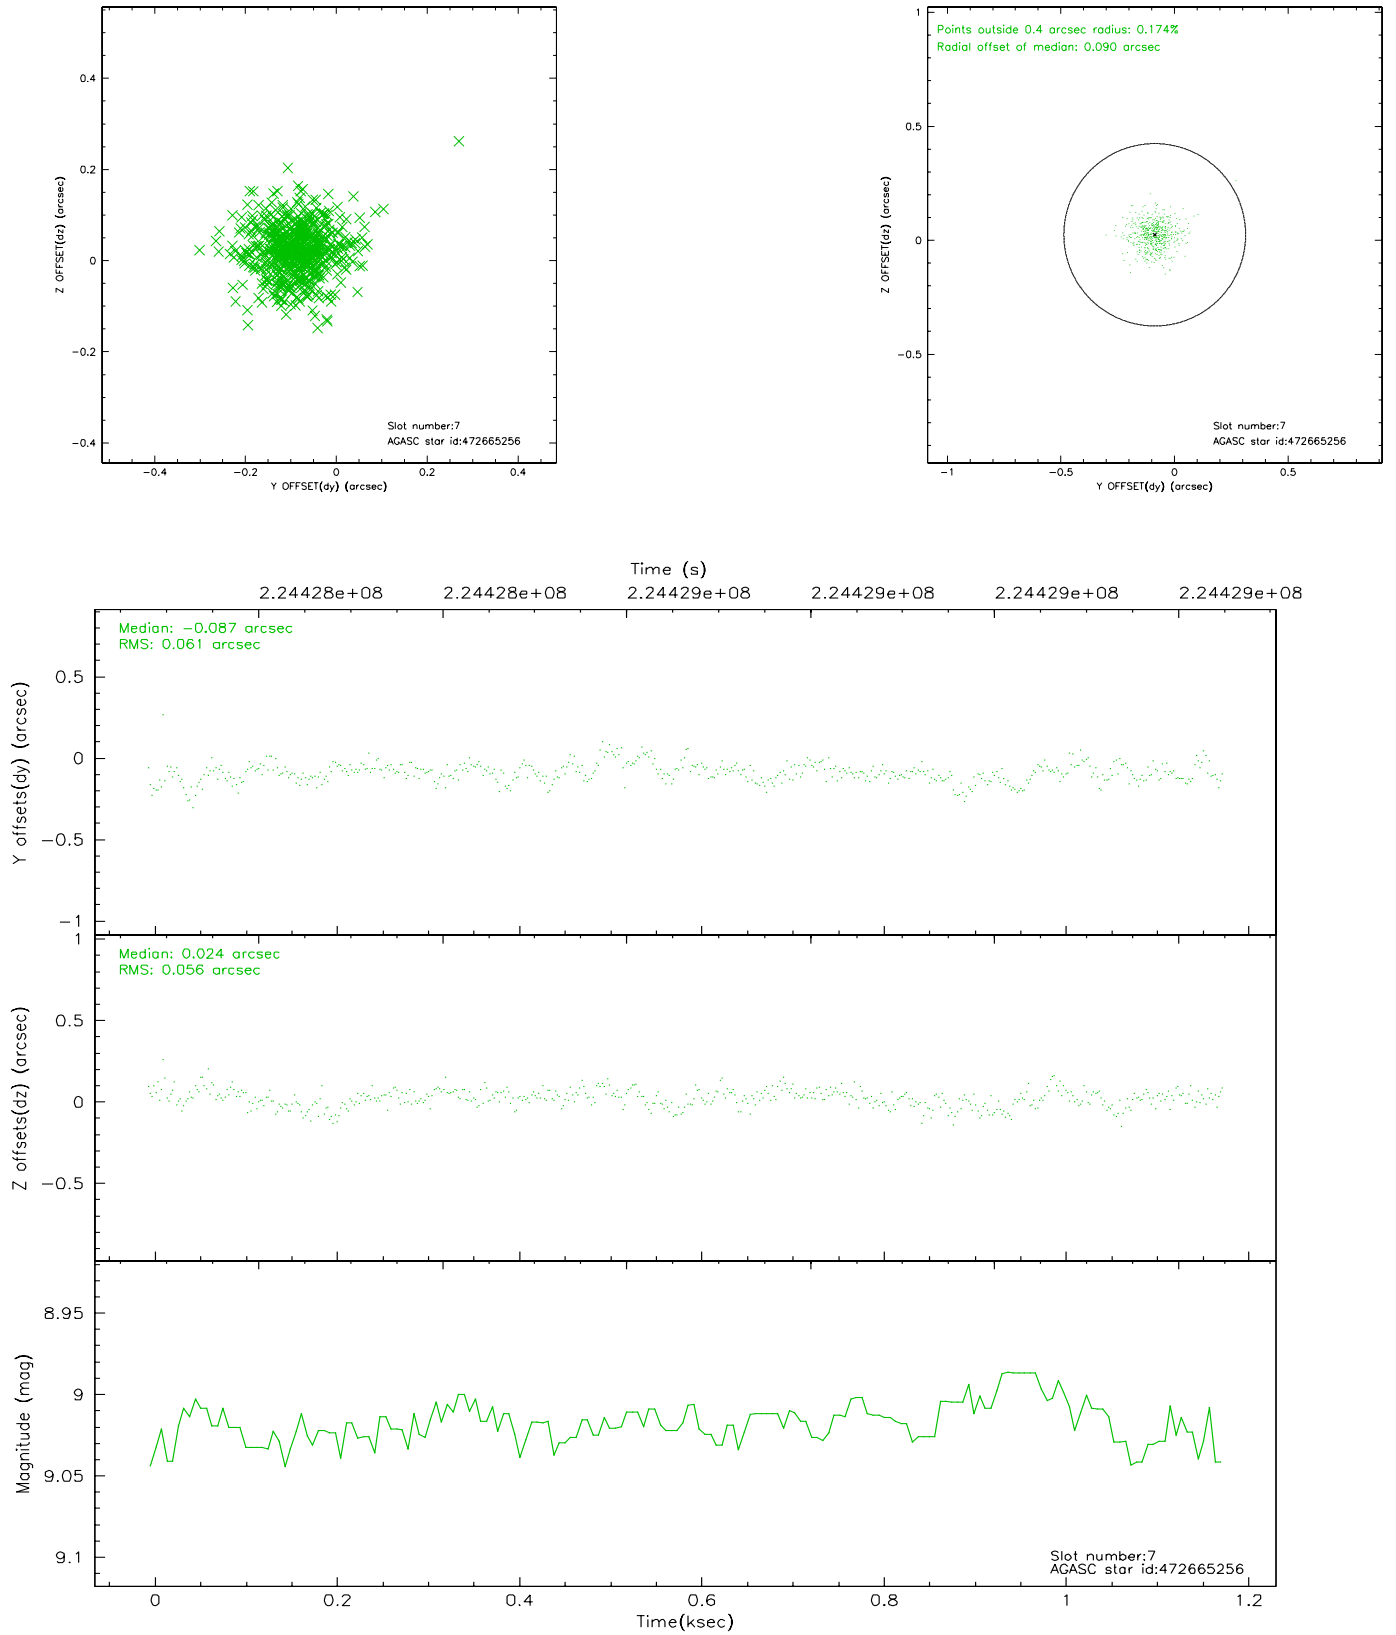 0.4
0.2
0
−0.2
−0.4
Z OFFSET(dz) (arcsec)
−0.4 −0.2 0 0.2 0.4
Y OFFSET(dy) (arcsec)
Slot number:7
AGASC star id:472665256
Points outside 0.4 arcsec radius: 0.174%
Radial offset of median: 0.090 arcsec
1
0.5
0
−0.5
Z OFFSET(dz) (arcsec)
−1 −0.5 0 0.5
Y OFFSET(dy) (arcsec)
Slot number:7
AGASC star id:472665256
Time (s)
2.24428e+08 2.24428e+08 2.24429e+08 2.24429e+08 2.24429e+08 2.24429e+08
Median: −0.087 arcsec
RMS: 0.061 arcsec
0.5
0
−0.5
−1
Y offsets(dy) (arcsec)
Median: 0.024 arcsec
RMS: 0.056 arcsec
1
0.5
0
−0.5
Z offsets(dz) (arcsec)
8.95
9
9.05
9.1
Magnitude (mag)
Slot number:7
AGASC star id:472665256
0 0.2 0.4 0.6 0.8 1 1.2
Time(ksec)